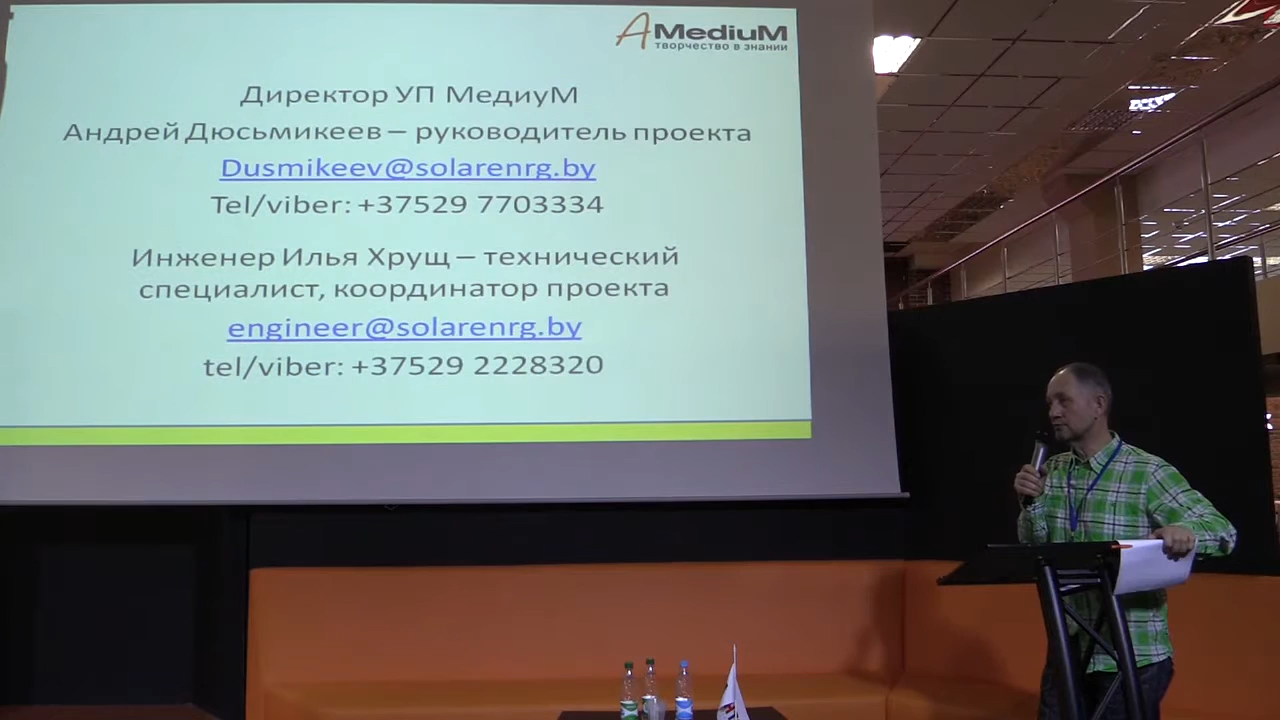 AMediuM
творчество в знании
Директор УП МедиуМ
Андрей Дюсьмикеев – руководитель проекта
Dusmikeev@solarenrg.by
Tel/viber: +37529 7703334
Инженер Илья Хрущ – технический
специалист, координатор проекта
engineer@solarenrg.by
tel/viber: +37529 2228320